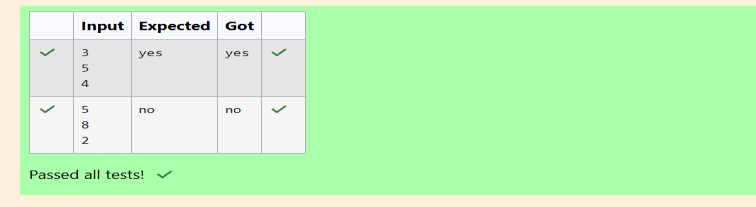 Input Expected Got
3 yes yes
5
4
5 no no
8
2
Passed all tests!